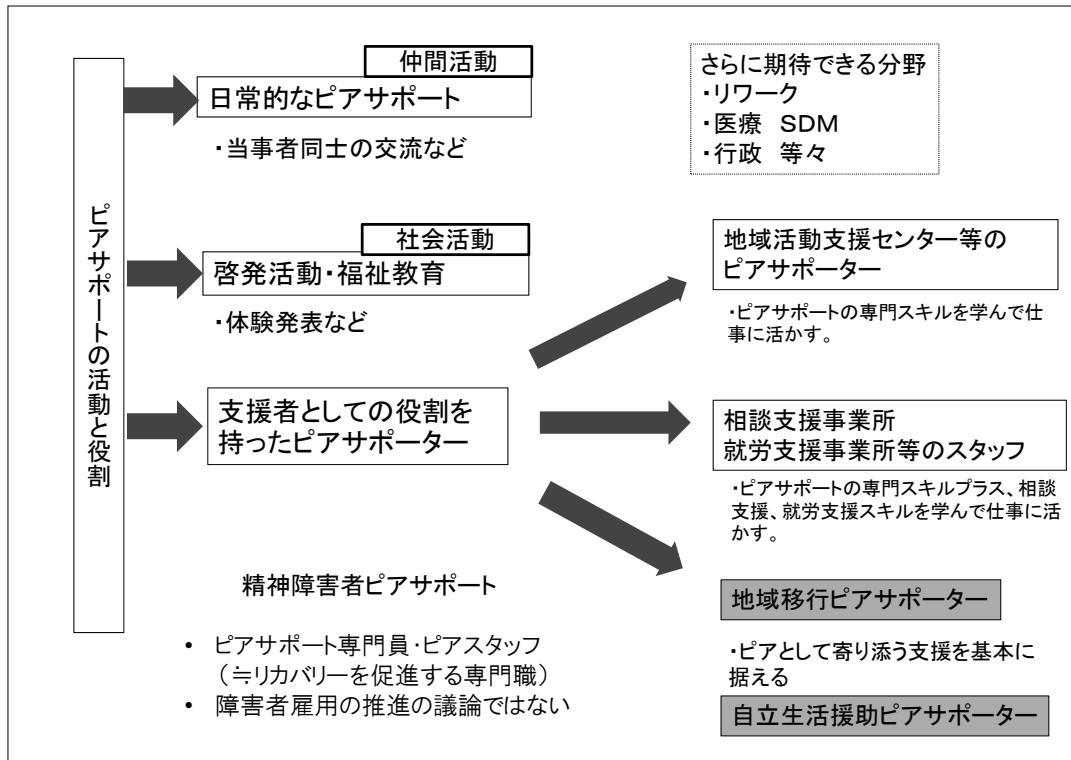 ピアサポートの活動と役割
仲間活動
日常的なピアサポート
・当事者同士の交流など
社会活動
啓発活動・福祉教育
・体験発表など
支援者としての役割を
持ったピアサポーター
精神障害者ピアサポート
• ピアサポート専門員・ピアスタッフ
（≒リカバリーを促進する専門職）
• 障害者雇用の推進の議論ではない
さらに期待できる分野
・リワーク
・医療　ＳＤＭ
・行政　等々
地域活動支援センター等の
ピアサポーター
・ピアサポートの専門スキルを学んで仕
事に活かす。
相談支援事業所
就労支援事業所等のスタッフ
・ピアサポートの専門スキルプラス、相談
支援、就労支援スキルを学んで仕事に活
かす。
地域移行ピアサポーター
・ピアとして寄り添う支援を基本に
据える
自立生活援助ピアサポーター